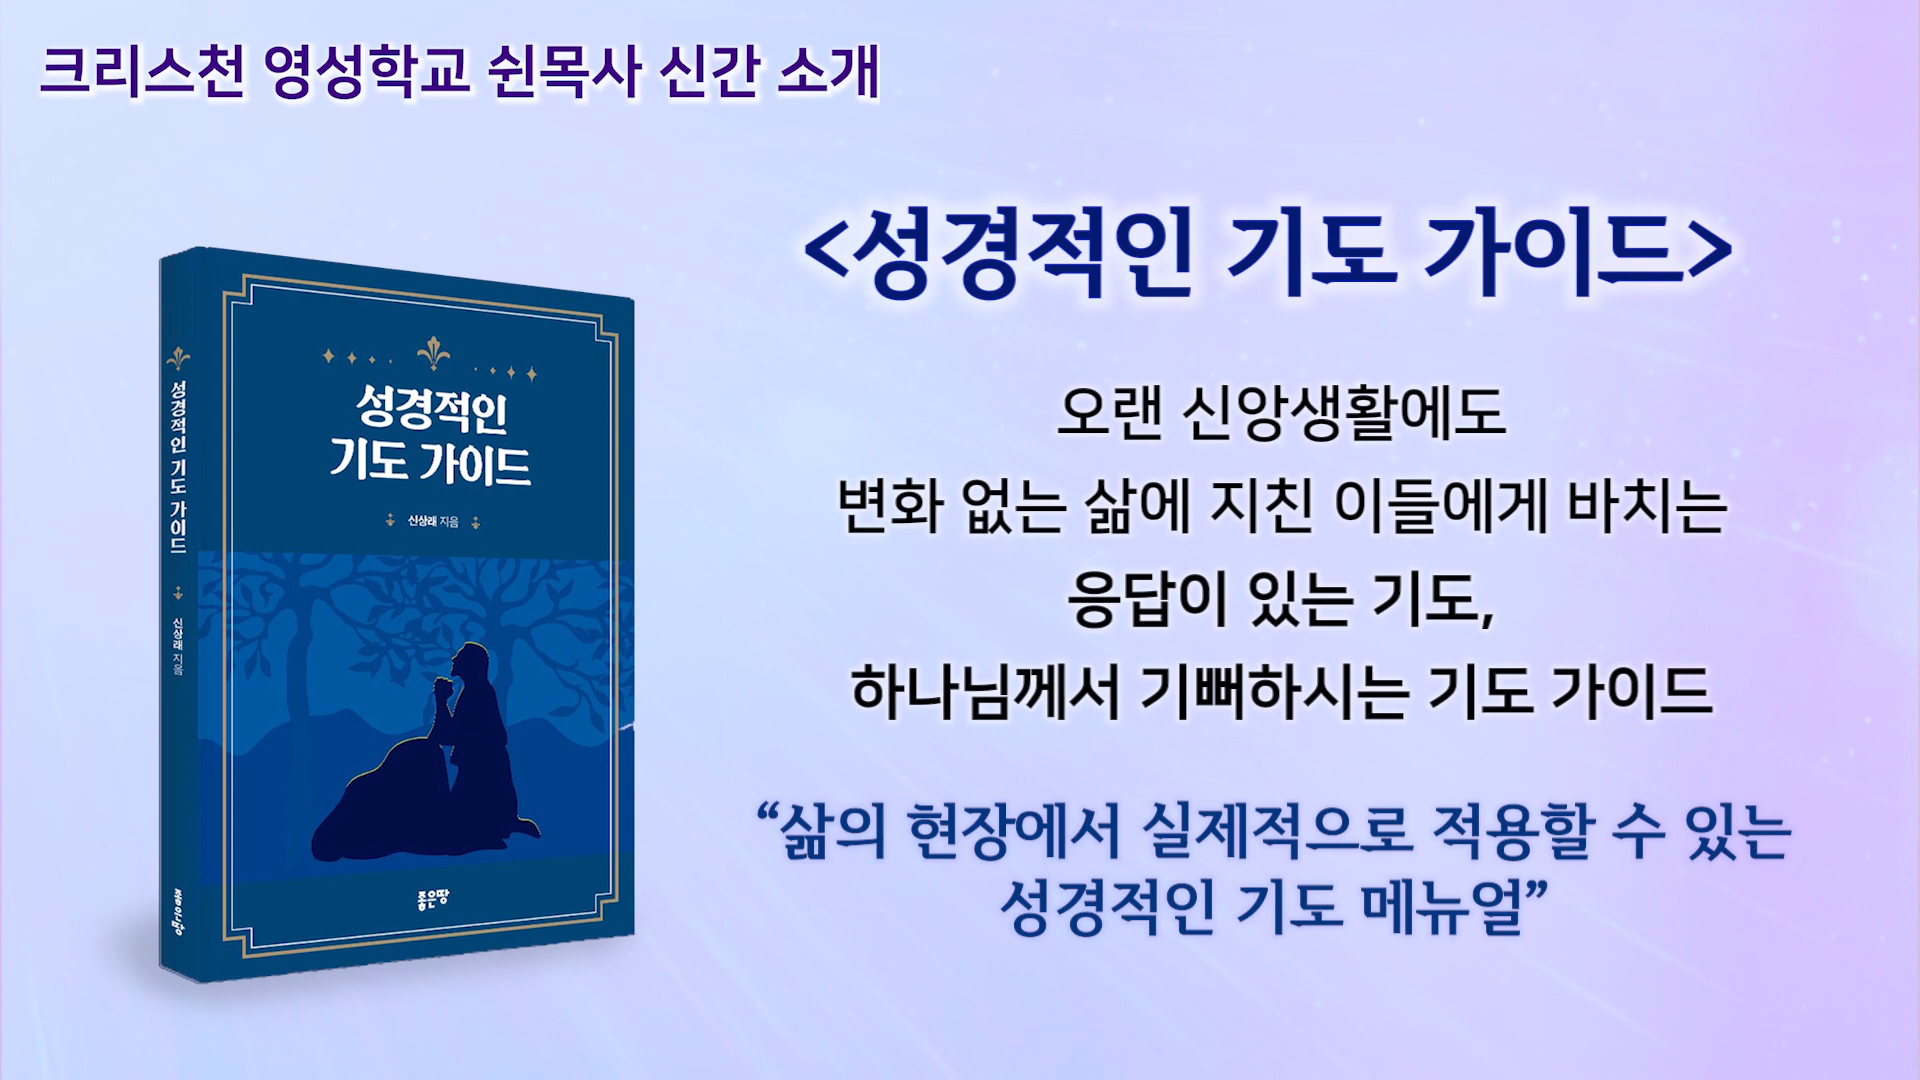 크리스천 영성학교 쉰목사 신간 소개
<성경적인 기도 가이드>
오랜 신앙생활에도
변화 없는 삶에 지친 이들에게 바치는
응답이 있는 기도,
하나님께서 기뻐하시는 기도 가이드
“삶의 현장에서 실제적으로 적용할 수 있는
성경적인 기도 메뉴얼”
성경적인 기도 가이드
신상래 지음
좋은땅
성경적인
기도 가이드
신상래 지음
좋은땅